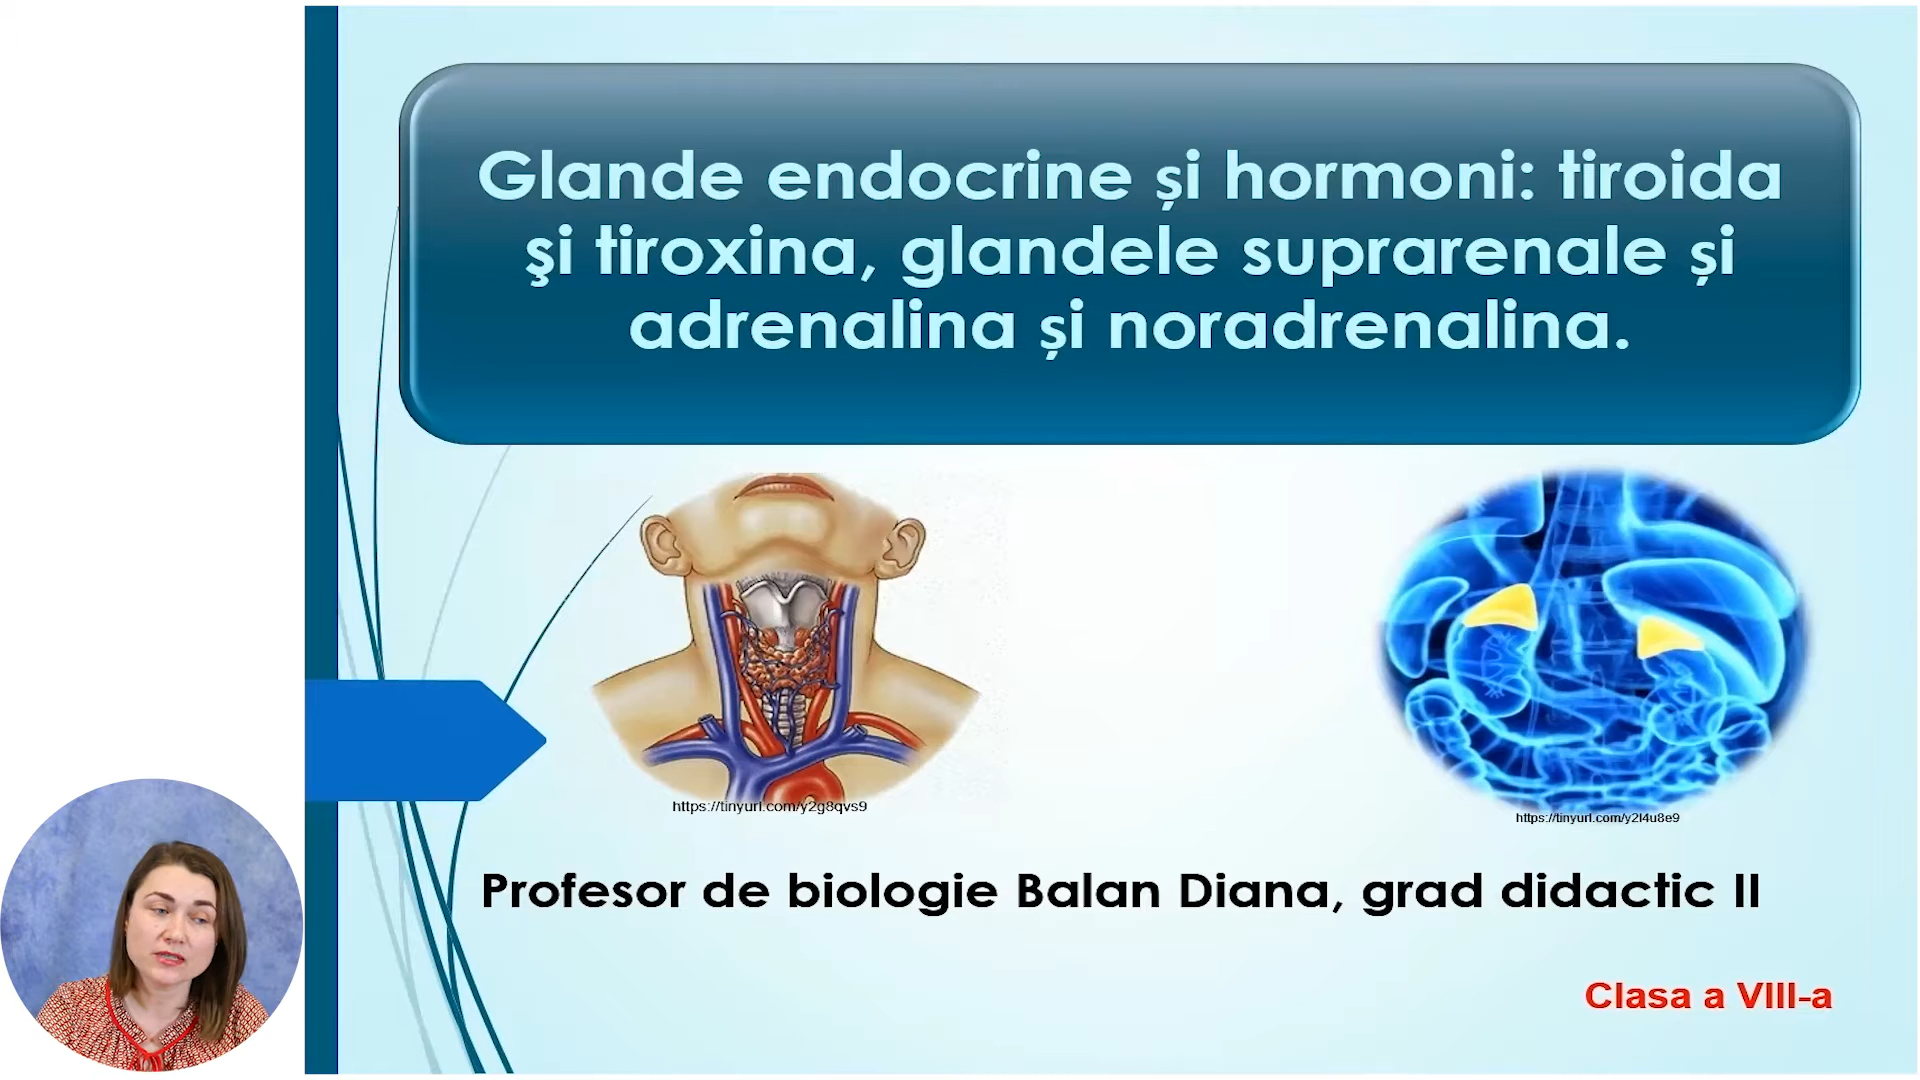 Glande endocrine și hormoni: tiroida
şi tiroxina, glandele suprarenale și
adrenalina și noradrenalina.
https://tinyurl.com/y2g8qvs9
https://tinyurl.com/y2l4u8e9
Profesor de biologie Balan Diana, grad didactic II
Clasa a VIII-a